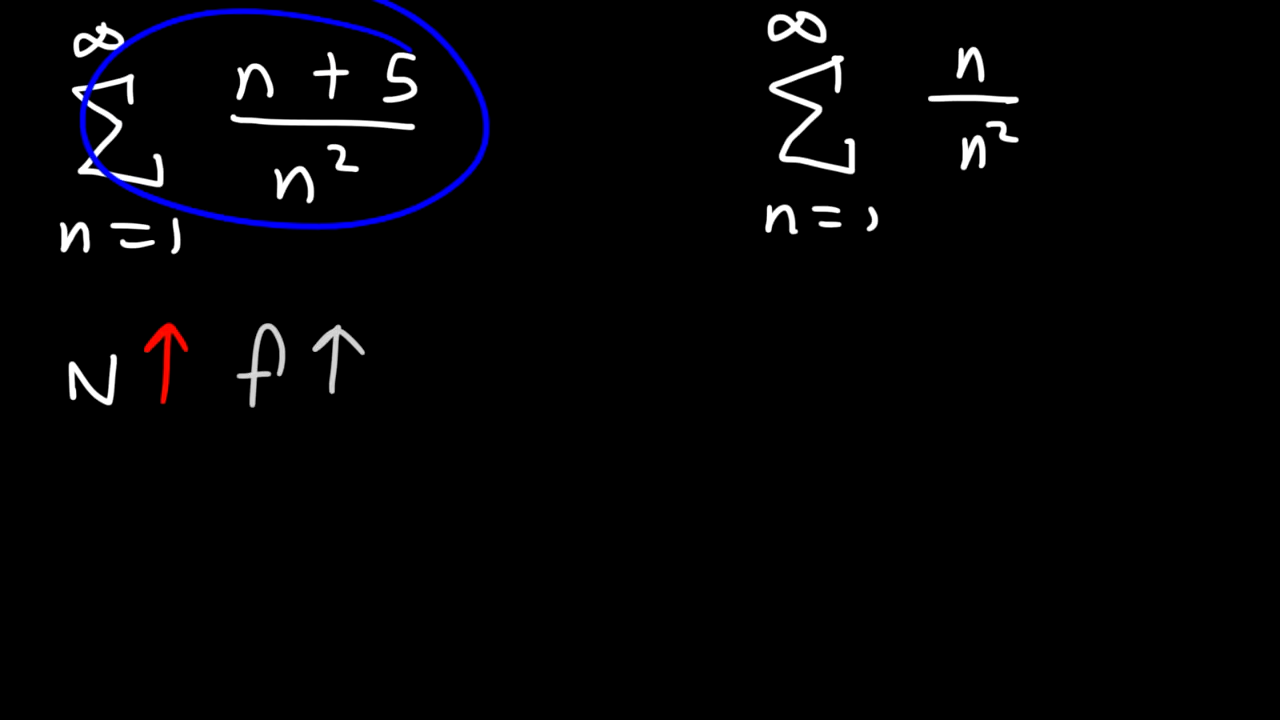 ∞ ∞
∑ n + 5 / n² ∑ n / n²
n = 1 n = 1
N ↑ f ↑